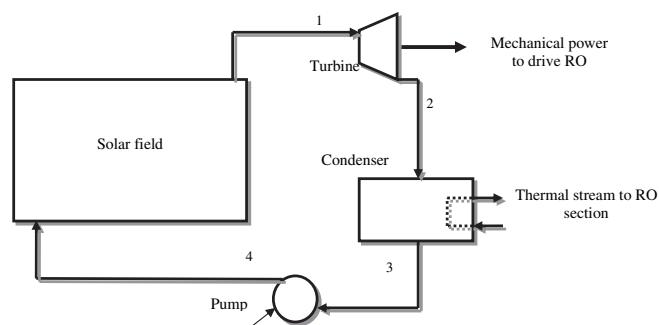 1
Mechanical power
to drive RO
Turbine
2
Solar field
Condenser
Thermal stream to RO
section
4
3
Pump